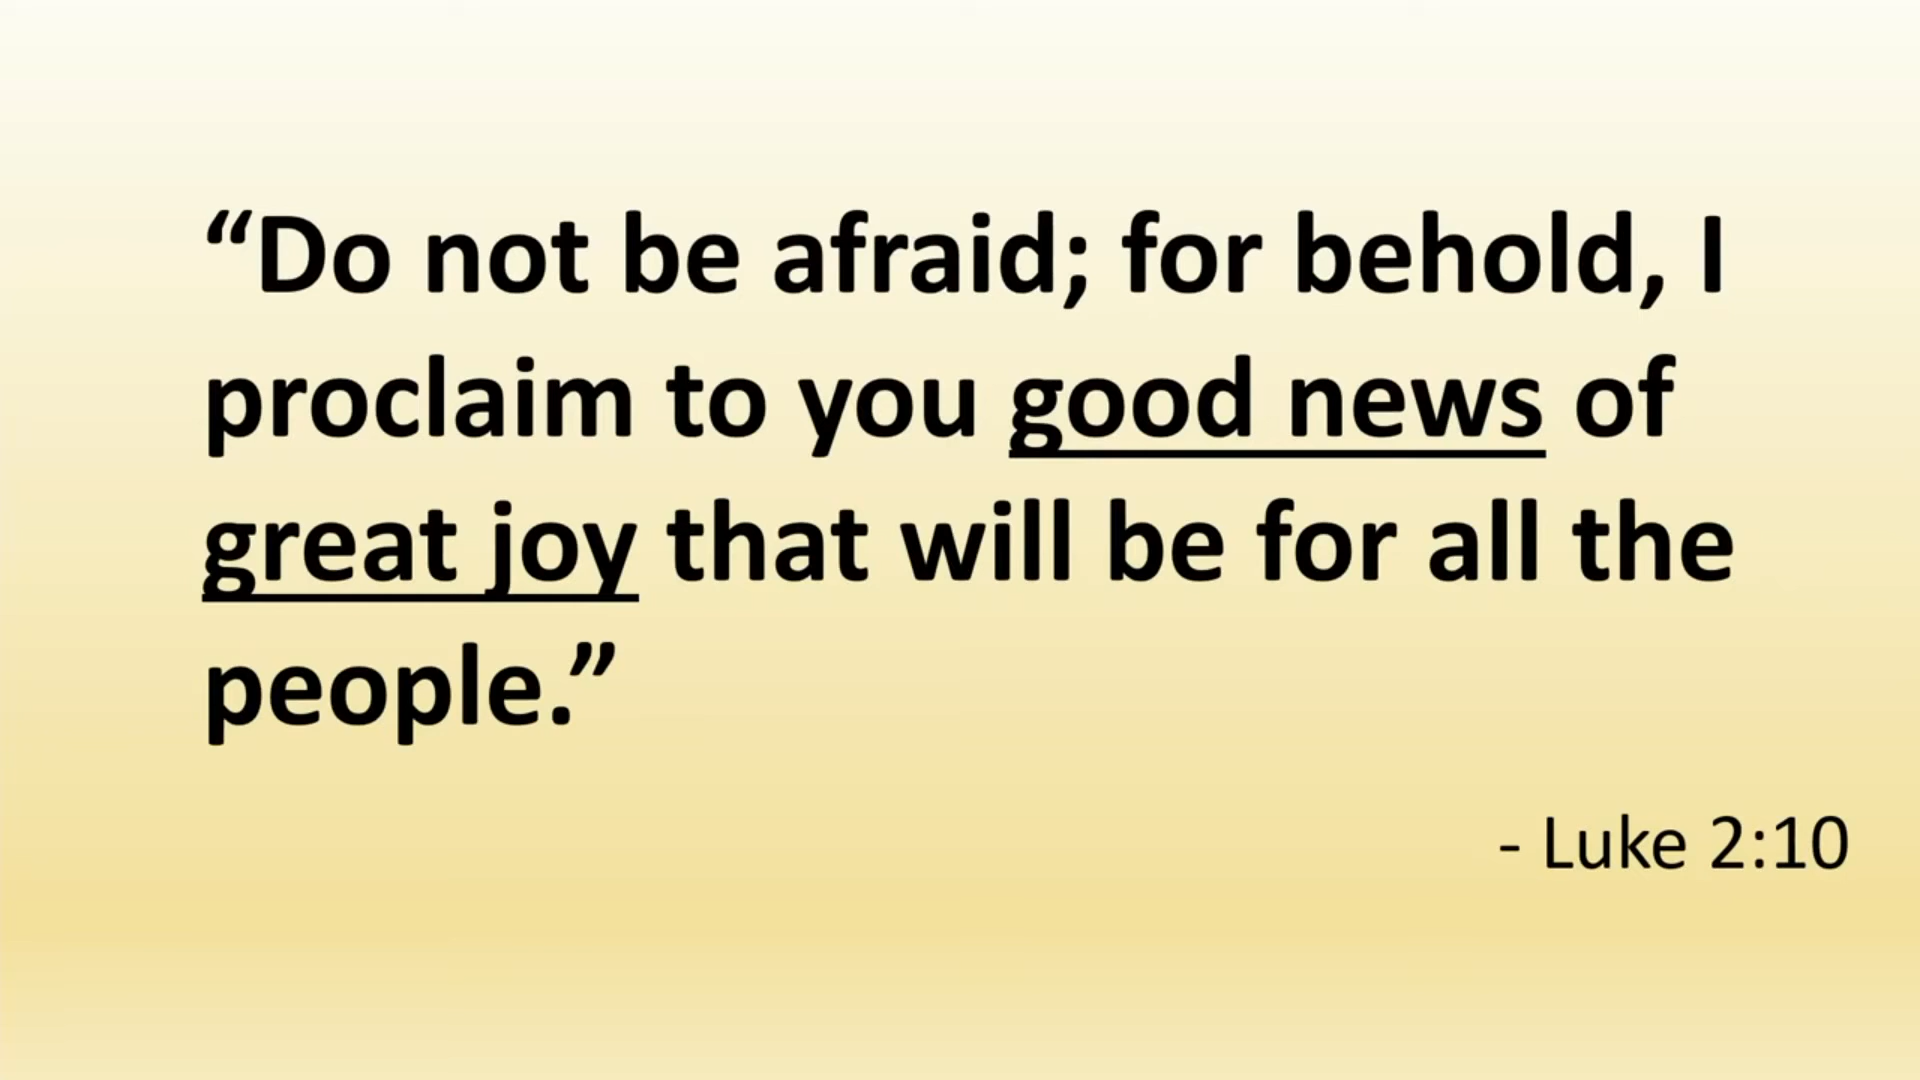 “Do not be afraid; for behold, I
proclaim to you good news of
great joy that will be for all the
people.”
- Luke 2:10